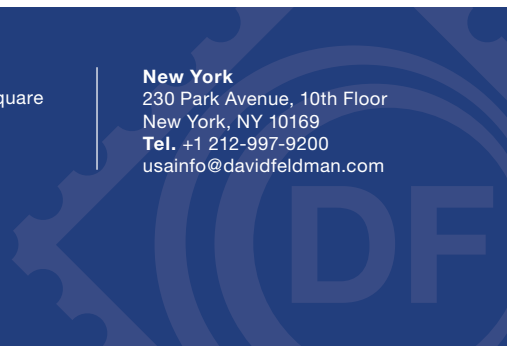 quare
New York
230 Park Avenue, 10th Floor
New York, NY 10169
Tel. +1 212-997-9200
usainfo@davidfeldman.com
DF